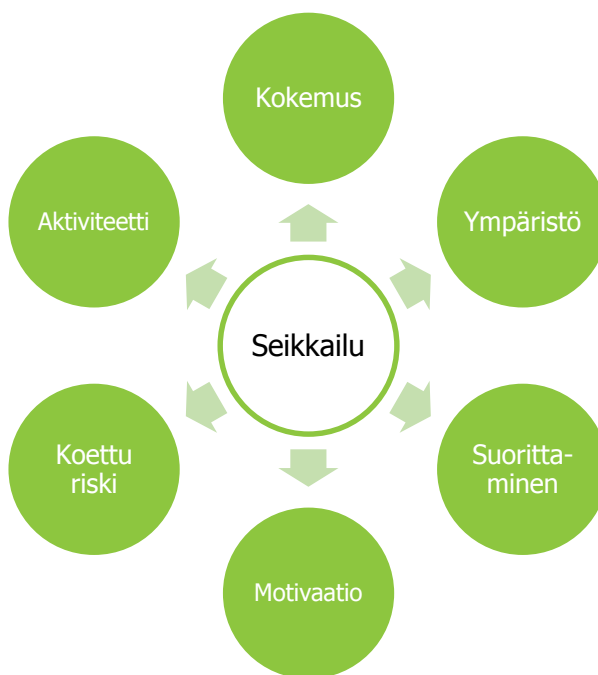 Kokemus
Aktiviteetti
Ympäristö
Seikkailu
Koettu
riski
Suoritta-
minen
Motivaatio